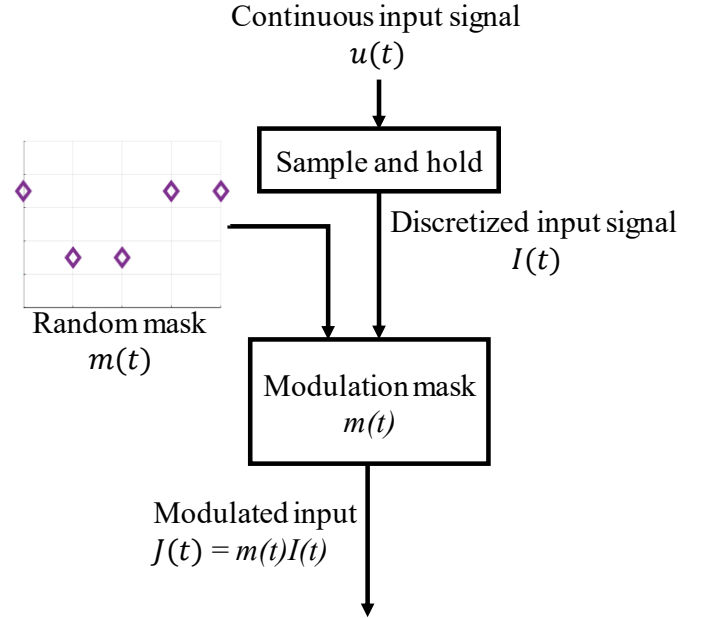 Continuous input signal
u(t)
Sample and hold
Discretized input signal
I(t)
Random mask
m(t)
Modulation mask
m(t)
Modulated input
J(t) = m(t)I(t)